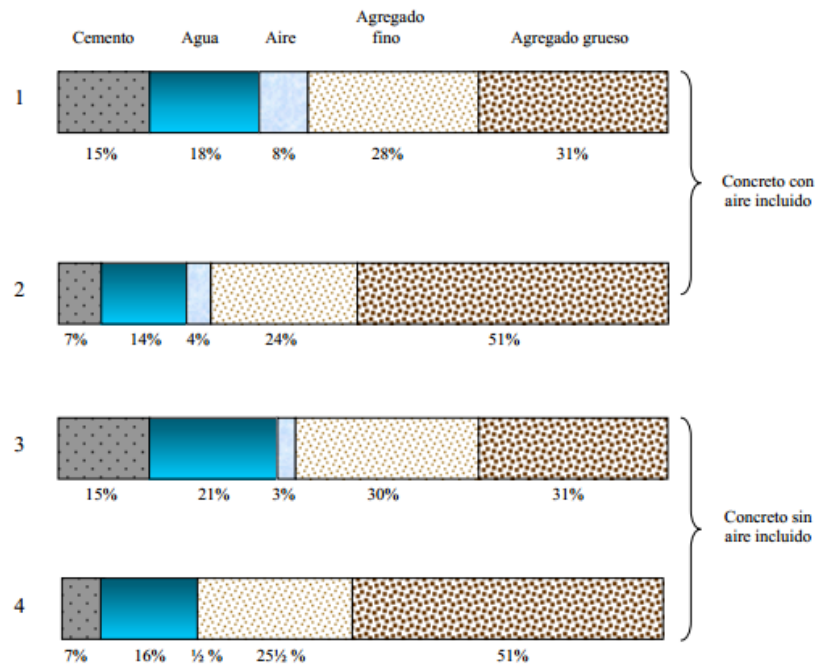 Cemento Agua Aire Agregado fino Agregado grueso
1
15% 18% 8% 28% 31%
Concreto con
aire incluido
2
7% 14% 4% 24% 51%
3
15% 21% 3% 30% 31%
Concreto sin
aire incluido
4
7% 16% ½ % 25½ % 51%